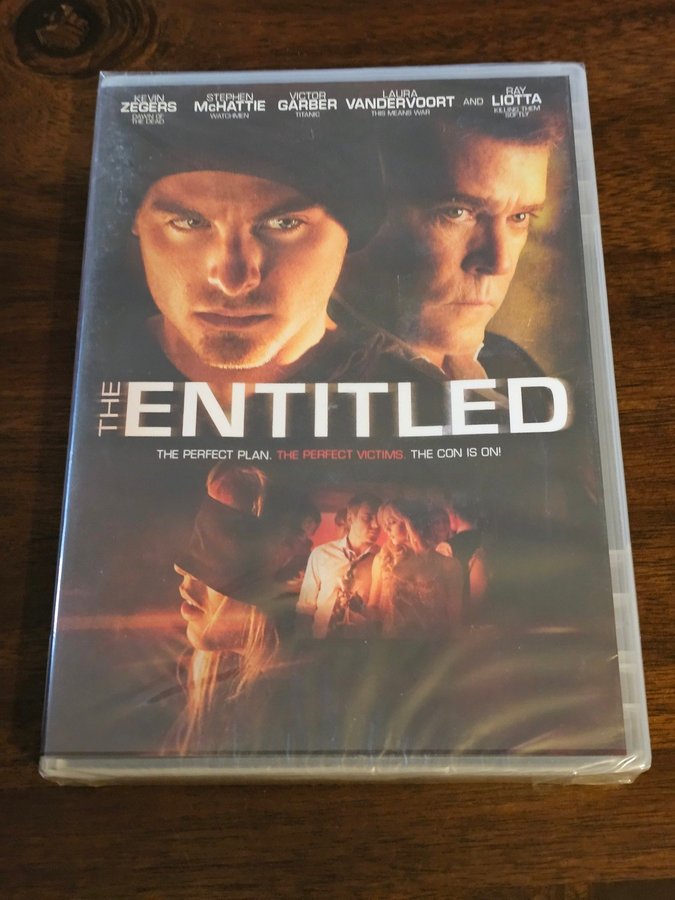 KEVIN
ZEGERS
DAWN OF
THE DEAD
STEPHEN
McHATTIE
WATCHMEN
VICTOR
GARBER
TITANIC
LAURA
VANDERVOORT
THIS MEANS WAR
AND
RAY
LIOTTA
KILLING THEM
SOFTLY
THE ENTITLED
THE PERFECT PLAN. THE PERFECT VICTIMS. THE CON IS ON!